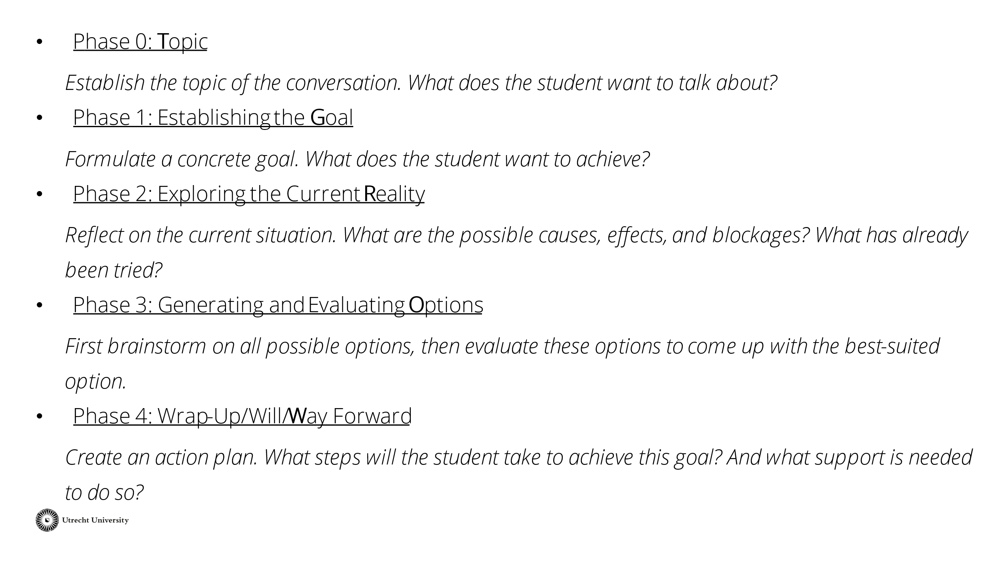 • Phase 0: Topic
Establish the topic of the conversation. What does the student want to talk about?
• Phase 1: Establishing the Goal
Formulate a concrete goal. What does the student want to achieve?
• Phase 2: Exploring the Current Reality
Reflect on the current situation. What are the possible causes, effects, and blockages? What has already
been tried?
• Phase 3: Generating and Evaluating Options
First brainstorm on all possible options, then evaluate these options to come up with the best-suited
option.
• Phase 4: Wrap-Up/Will/Way Forward
Create an action plan. What steps will the student take to achieve this goal? And what support is needed
to do so?
Utrecht University